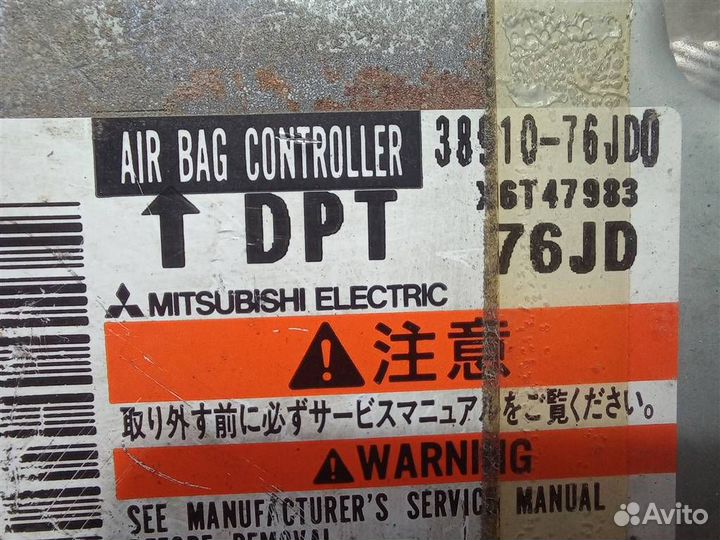 AIR BAG CONTROLLER 38910-76JD0
X6T47983
↑ DPT 76JD
MITSUBISHI ELECTRIC
注意
取り外す前に必ずサービスマニュアルをご覧ください。
WARNING
SEE MANUFACTURER'S SERVICE MANUAL
BEFORE REMOVAL
Avito